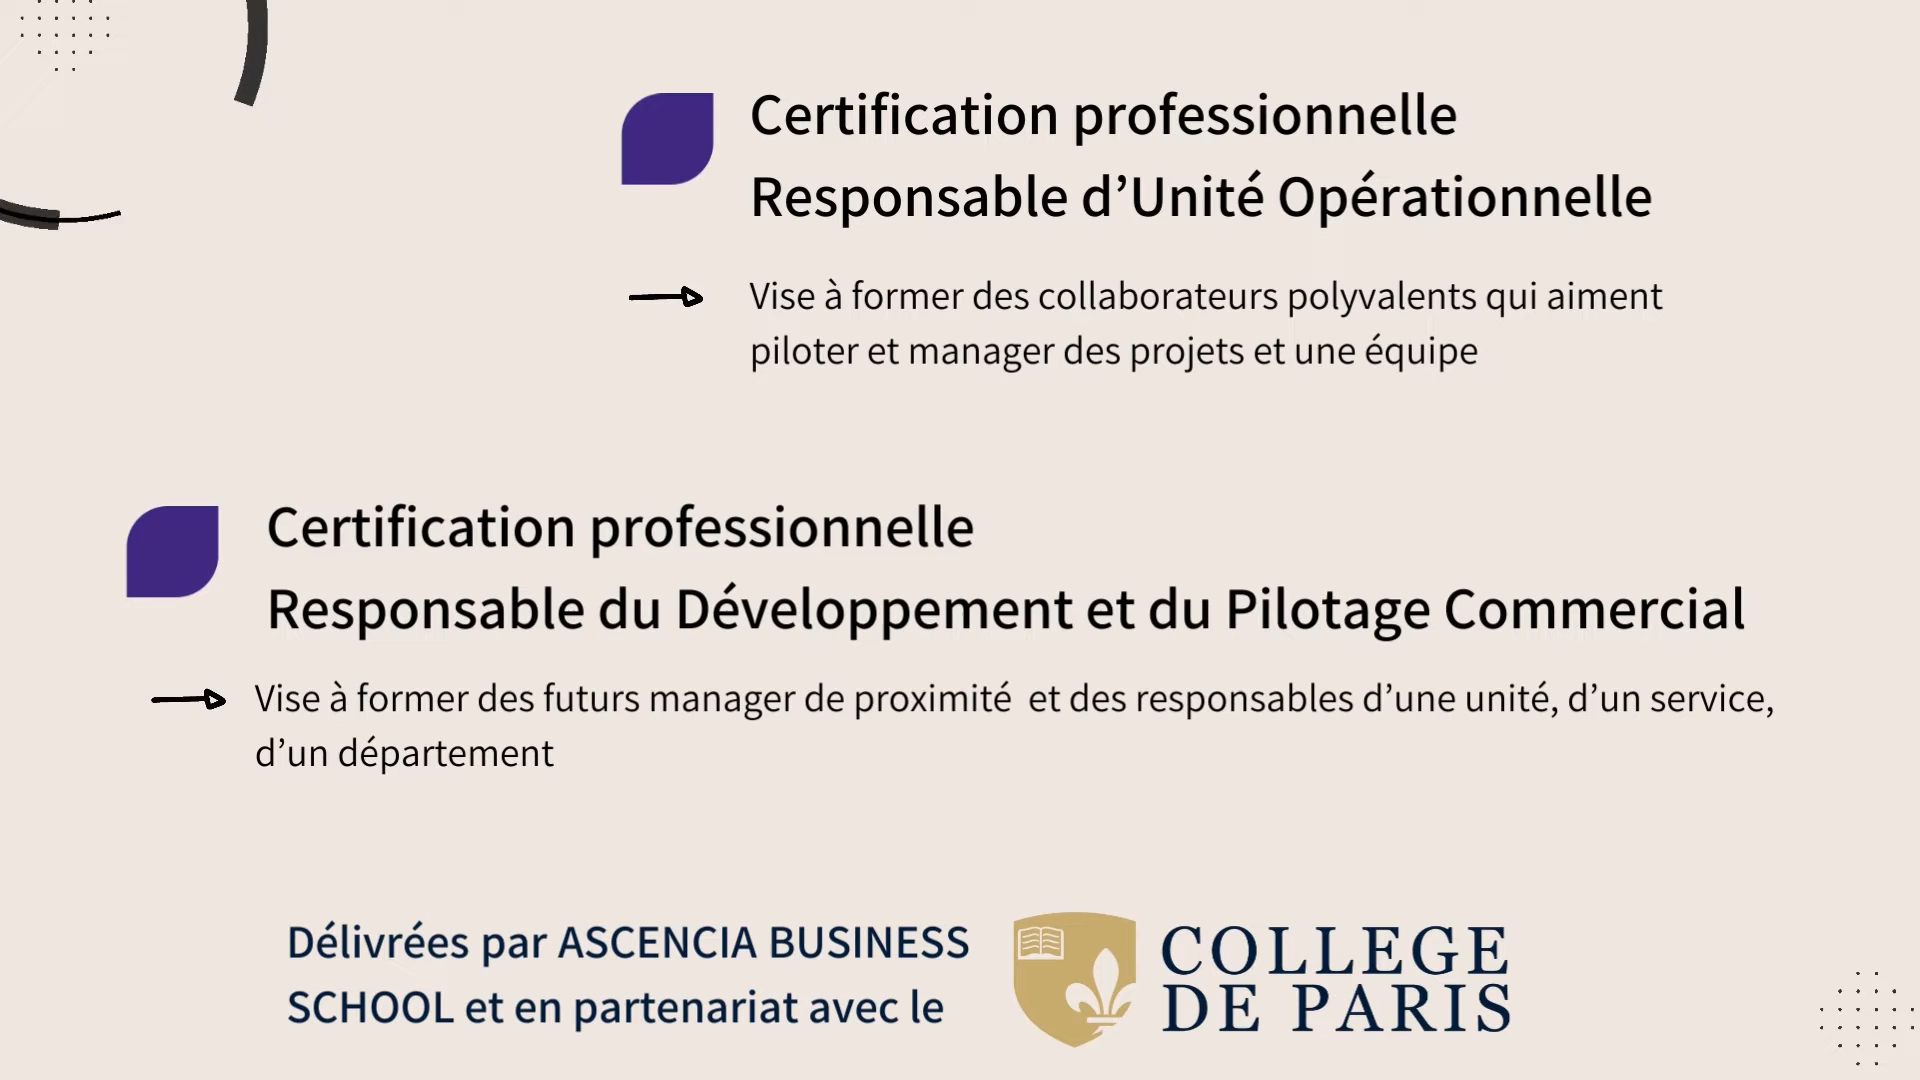 Certification professionnelle
Responsable d’Unité Opérationnelle
Vise à former des collaborateurs polyvalents qui aiment
piloter et manager des projets et une équipe
Certification professionnelle
Responsable du Développement et du Pilotage Commercial
Vise à former des futurs manager de proximité  et des responsables d’une unité, d’un service,
d’un département
Délivrées par ASCENCIA BUSINESS
SCHOOL et en partenariat avec le
COLLEGE
DE PARIS